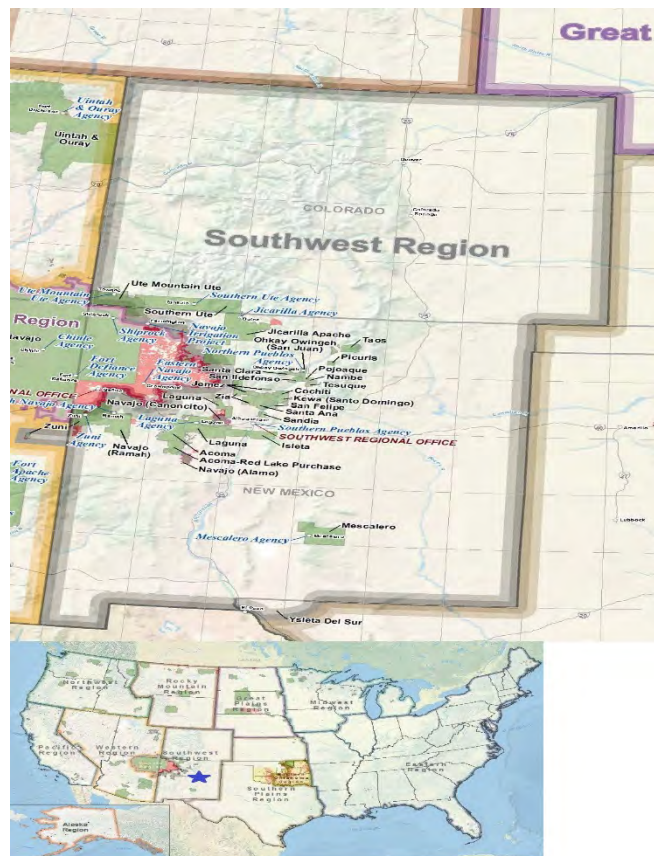 Great
Uintah
& Ouray
Agency
Uintah &
Ouray
COLORADO
Southwest Region
Ute Mountain Ute
Ute Mountain
Ute Agency
Southern Ute Agency
Southern Ute
Jicarilla Agency
Region
Shiprock
Agency
Navajo
Irrigation
Project
Jicarilla Apache
Taos
Chinle
Agency
Ohkay Owingeh
(San Juan)
Picuris
Northern Pueblos
Agency
Pojoaque
Fort
Defiance
Agency
Eastern
Navajo
Agency
Santa Clara
San Ildefonso
Nambe
Tesuque
Jemez
Cochiti
Zia
Kewa (Santo Domingo)
Laguna
San Felipe
Navajo (Canoncito)
Santa Ana
Sandia
Laguna
Agency
Southern Pueblos Agency
SOUTHWEST REGIONAL OFFICE
Zuni
Zuni
Agency
Navajo
(Ramah)
Laguna
Isleta
Acoma
Acoma-Red Lake Purchase
Navajo (Alamo)
Fort
Apache
Agency
NEW MEXICO
Mescalero
Mescalero Agency
Amarillo
Lubbock
El Paso
Ysleta Del Sur
Northwest
Region
Rocky
Mountain
Region
Great
Plains
Region
Midwest
Region
Pacific
Region
Western
Region
Southwest
Region
Southern
Plains
Region
Eastern
Region
Alaska
Region